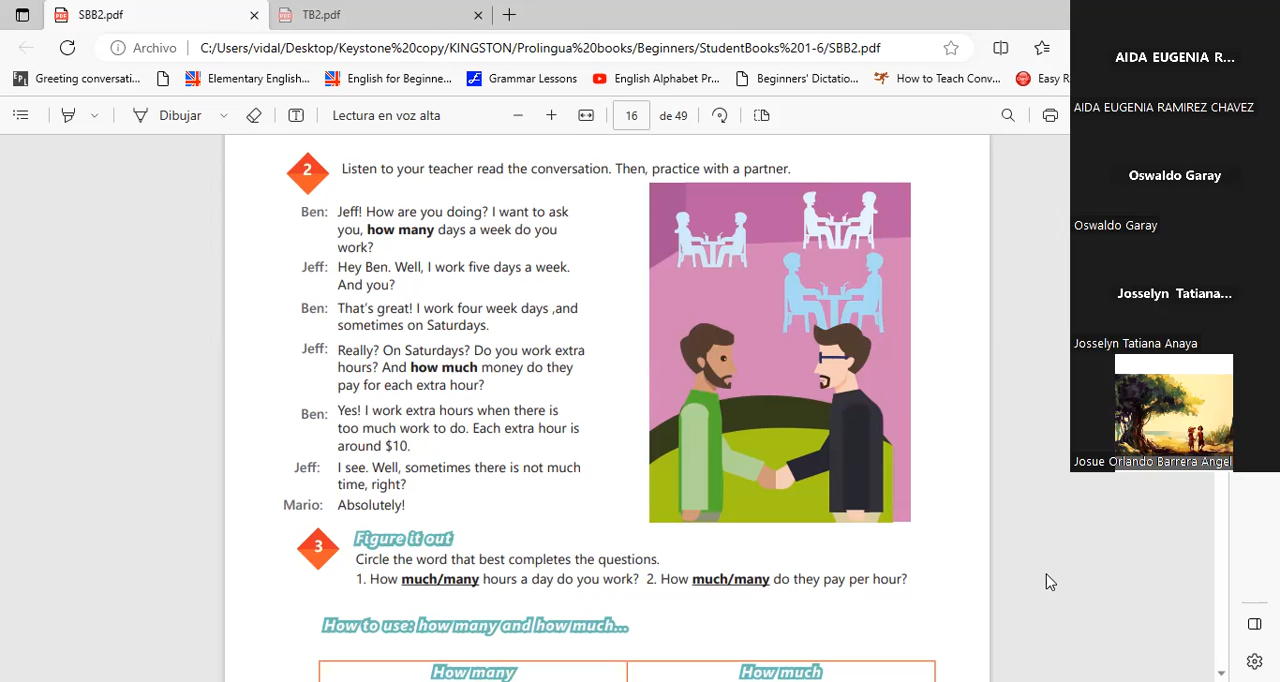 SBB2.pdf
TB2.pdf
Archivo
C:/Users/vidal/Desktop/Keystone%20copy/KINGSTON/Prolingua%20books/Beginners/StudentBooks%201-6/SBB2.pdf
Greeting conversati...
Elementary English...
English for Beginne...
Grammar Lessons
English Alphabet Pr...
Beginners' Dictatio...
How to Teach Conv...
Easy R
Dibujar
Lectura en voz alta
16
de 49
2
Listen to your teacher read the conversation. Then, practice with a partner.
Ben: Jeff! How are you doing? I want to ask
you, how many days a week do you
work?
Jeff: Hey Ben. Well, I work five days a week.
And you?
Ben: That's great! I work four week days ,and
sometimes on Saturdays.
Jeff: Really? On Saturdays? Do you work extra
hours? And how much money do they
pay for each extra hour?
Ben: Yes! I work extra hours when there is
too much work to do. Each extra hour is
around $10.
Jeff: I see. Well, sometimes there is not much
time, right?
Mario: Absolutely!
3
Figure it out
Circle the word that best completes the questions.
1. How much/many hours a day do you work? 2. How much/many do they pay per hour?
How to use: how many and how much...
How many
How much
AIDA EUGENIA R...
AIDA EUGENIA RAMIREZ CHAVEZ
Oswaldo Garay
Oswaldo Garay
Josselyn Tatiana...
Josselyn Tatiana Anaya
Josue Orlando Barrera Angel